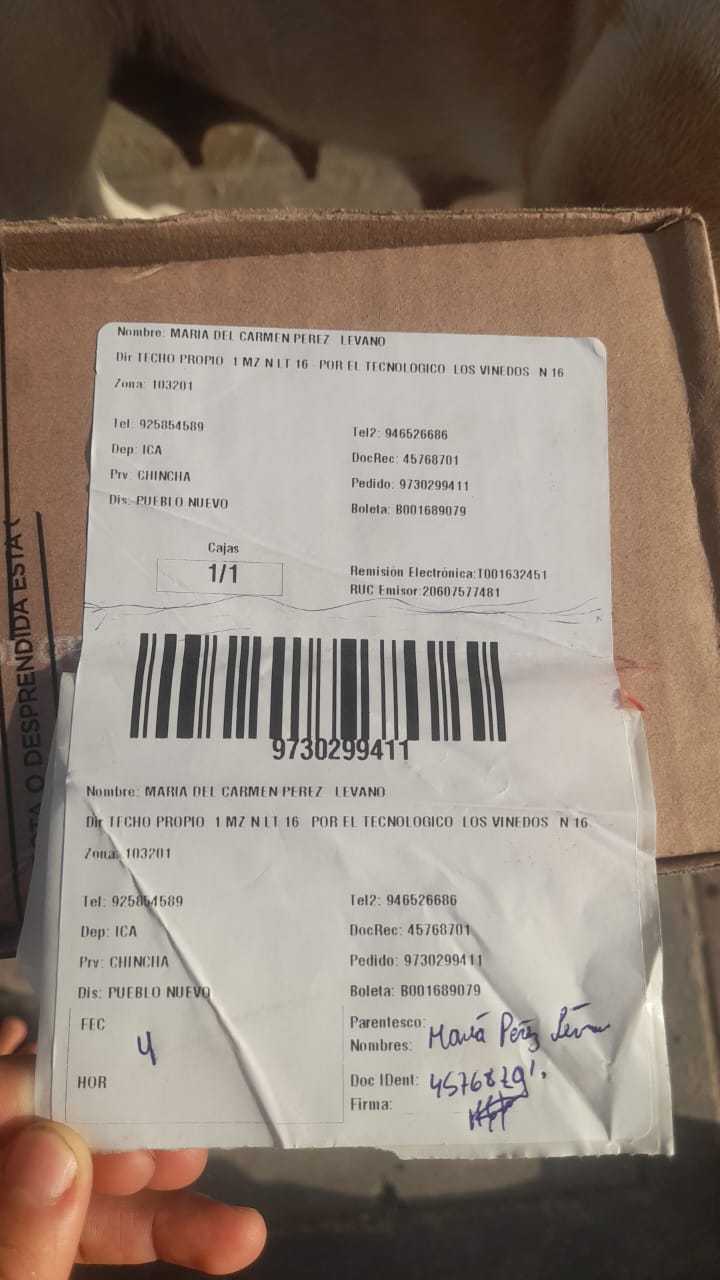 Nombre: MARIA DEL CARMEN PEREZ LEVANO
Dir TECHO PROPIO 1 MZ N LT 16 - POR EL TECNOLOGICO LOS VINEDOS N 16
Zona: 103201
Tel: 925854589 Tel2: 946526686
Dep: ICA DocRec: 45768701
Prv: CHINCHA Pedido: 9730299411
Dis: PUEBLO NUEVO Boleta: B001689079
Cajas
1/1
Remisión Electrónica:T001632451
RUC Emisor:20607577481
9730299411
Nombre: MARIA DEL CARMEN PEREZ LEVANO
Dir TECHO PROPIO 1 MZ N LT 16 POR EL TECNOLOGICO LOS VINEDOS N 16
Zona: 103201
Tel: 925854589 Tel2: 946526686
Dep: ICA DocRec: 45768701
Prv: CHINCHA Pedido: 9730299411
Dis: PUEBLO NUEVO Boleta: B001689079
FEC 4
HOR
Parentesco:
Nombres: María Pérez
Doc IDent:
Firma:
O DESPRENDIDA ESTA